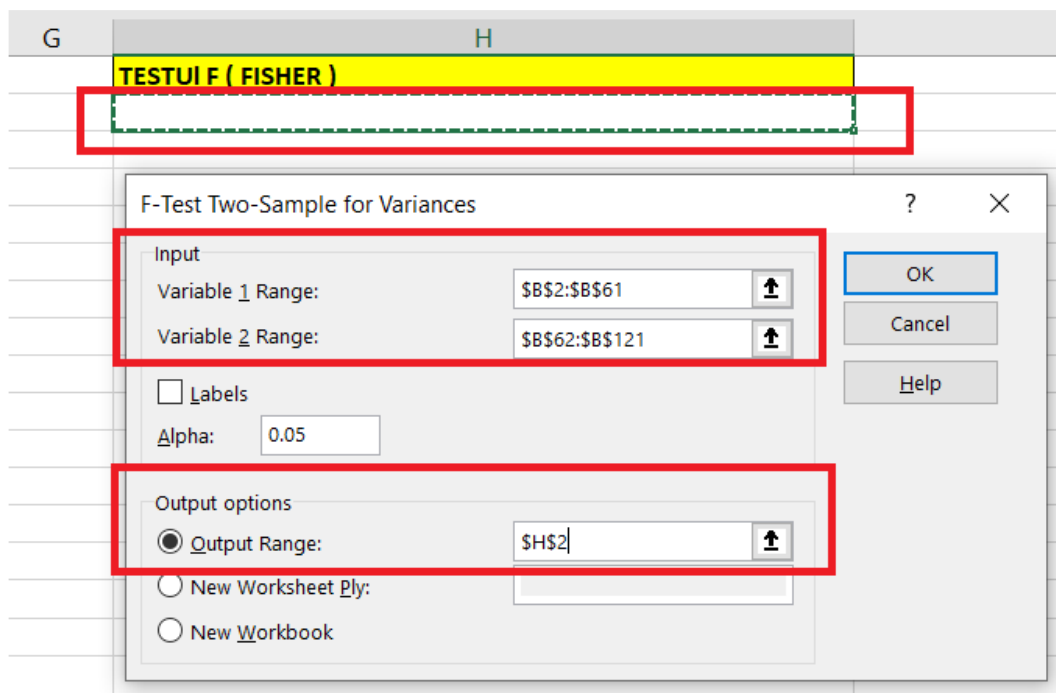 G H
TESTUl F ( FISHER )
F-Test Two-Sample for Variances ? ×
Input
Variable 1 Range: $B$2:$B$61
Variable 2 Range: $B$62:$B$121
Labels
Alpha: 0.05
OK
Cancel
Help
Output options
Output Range: $H$2
New Worksheet Ply:
New Workbook